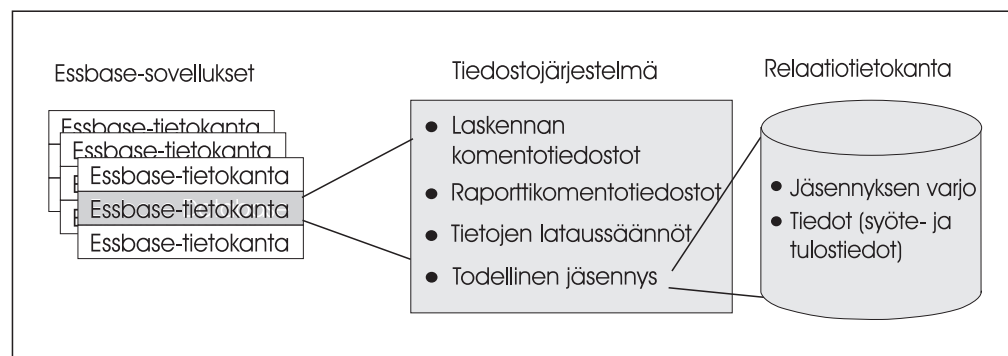 Essbase-sovellukset
Essbase-tietokanta
Essbase-tietokanta
Essbase-tietokanta
Essbase-tietokanta
Essbase-tietokanta
Tiedostojärjestelmä
• Laskennan
komentotiedostot
• Raporttikomentotiedostot
• Tietojen lataussäännöt
• Todellinen jäsennys
Relaatiotietokanta
• Jäsennyksen varjo
• Tiedot (syöte- ja
tulostiedot)